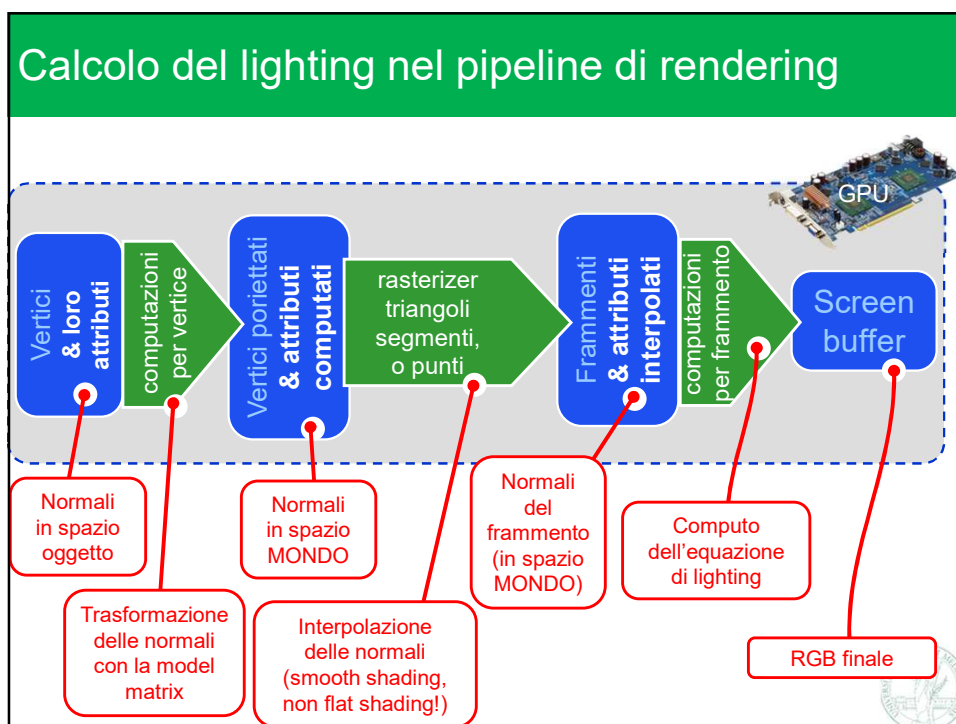 Calcolo del lighting nel pipeline di rendering
GPU
Vertici
& loro
attributi
computazioni
per vertice
Vertici poriettati
& attributi
computati
rasterizer
triangoli
segmenti,
o punti
Frammenti
& attributi
interpolati
computazioni
per frammento
Screen
buffer
Normali
in spazio
oggetto
Trasformazione
delle normali
con la model
matrix
Normali
in spazio
MONDO
Interpolazione
delle normali
(smooth shading,
non flat shading!)
Normali
del
frammento
(in spazio
MONDO)
Computo
dell’equazione
di lighting
RGB finale